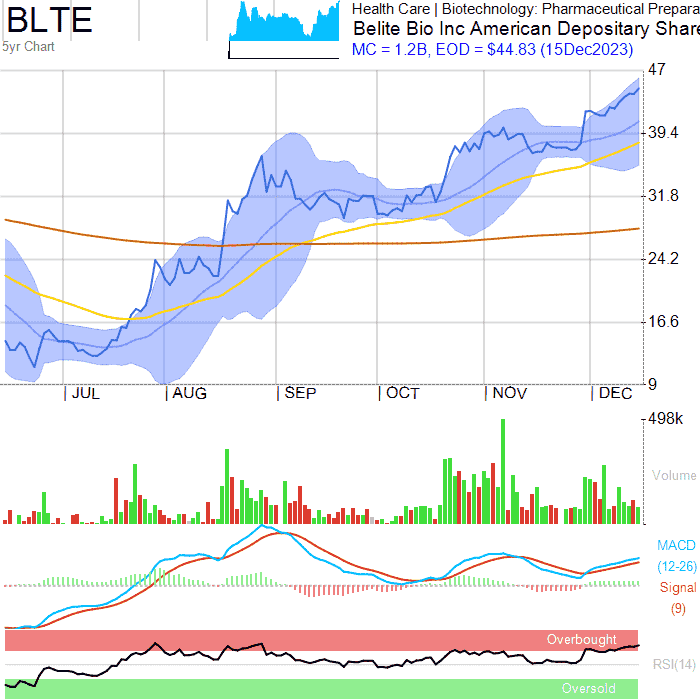 BLTE
5yr Chart
Health Care | Biotechnology: Pharmaceutical Prepara
Belite Bio Inc American Depositary Share
MC = 1.2B, EOD = $44.83 (15Dec2023)
47
39.4
31.8
24.2
16.6
9
JUL AUG SEP OCT NOV DEC
498k
Volume
MACD
(12-26)
Signal
(9)
Overbought
RSI(14)
Oversold